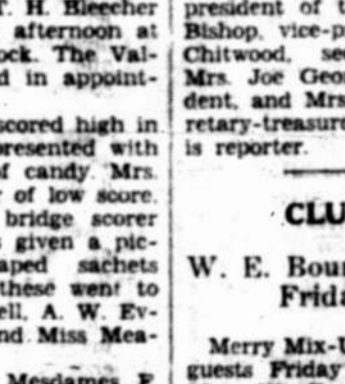 T. H. Bleecher
afternoon at
ock. The Val-
d in appoint-
scored high in
presented with
of candy. Mrs.
r of low score.
bridge scorer
s given a pic-
aped sachets
these went to
ell, A. W. Ev-
nd Miss Mea-
Mesdames F.
president of t
Bishop, vice-p
Chitwood, sec
Mrs. Joe Geor
dent, and Mrs
retary-treasure
is reporter.
CLU
W. E. Bour
Frida
Merry Mix-U
guests Friday